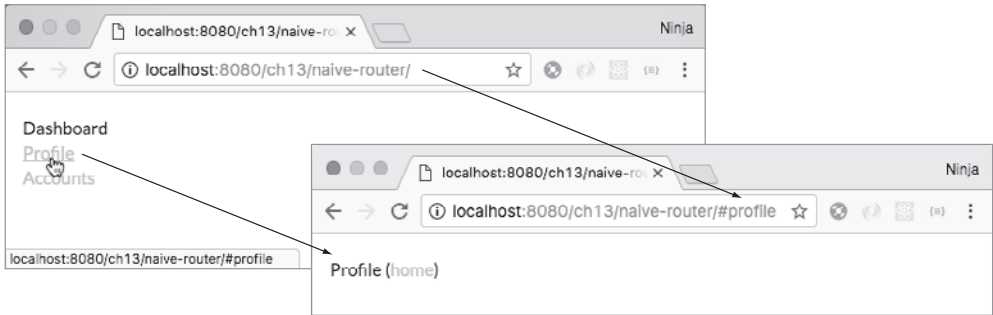 localhost:8080/ch13/naive-ro
Ninja
localhost:8080/ch13/naive-router/
Dashboard
Profile
Accounts
localhost:8080/ch13/naive-router/#profile
localhost:8080/ch13/naive-ro
Ninja
localhost:8080/ch13/naive-router/#profile
Profile (home)